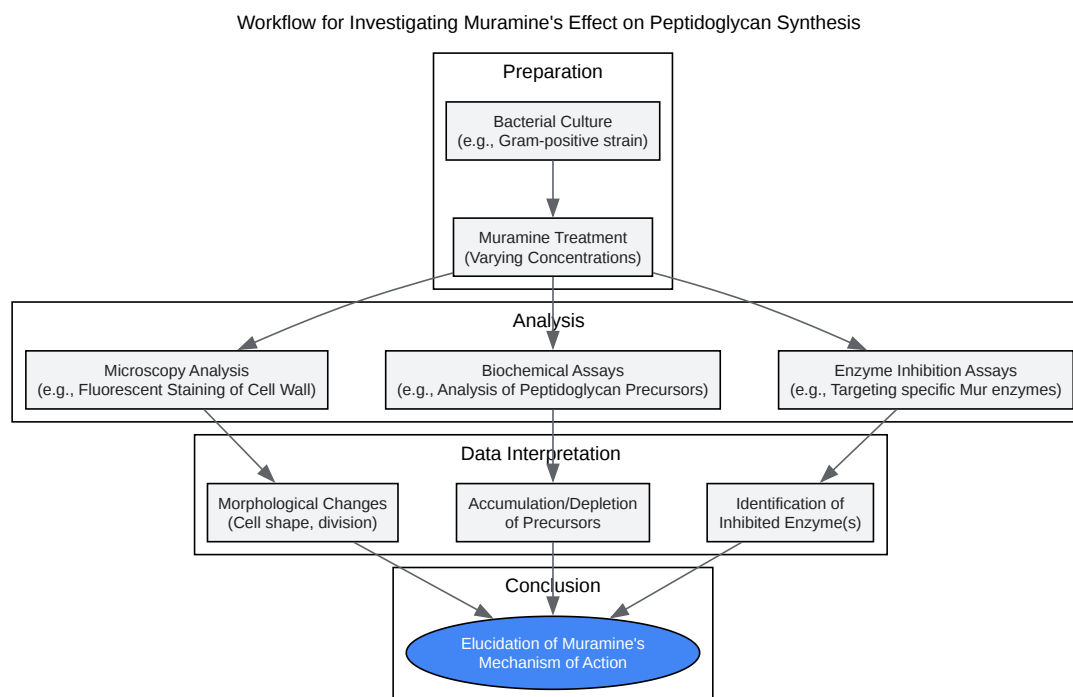 Workflow for Investigating Muramine's Effect on Peptidoglycan Synthesis
Preparation
Bacterial Culture
(e.g., Gram-positive strain)
Muramine Treatment
(Varying Concentrations)
Analysis
Microscopy Analysis
(e.g., Fluorescent Staining of Cell Wall)
Biochemical Assays
(e.g., Analysis of Peptidoglycan Precursors)
Enzyme Inhibition Assays
(e.g., Targeting specific Mur enzymes)
Data Interpretation
Morphological Changes
(Cell shape, division)
Accumulation/Depletion
of Precursors
Identification of
Inhibited Enzyme(s)
Conclusion
Elucidation of Muramine's
Mechanism of Action